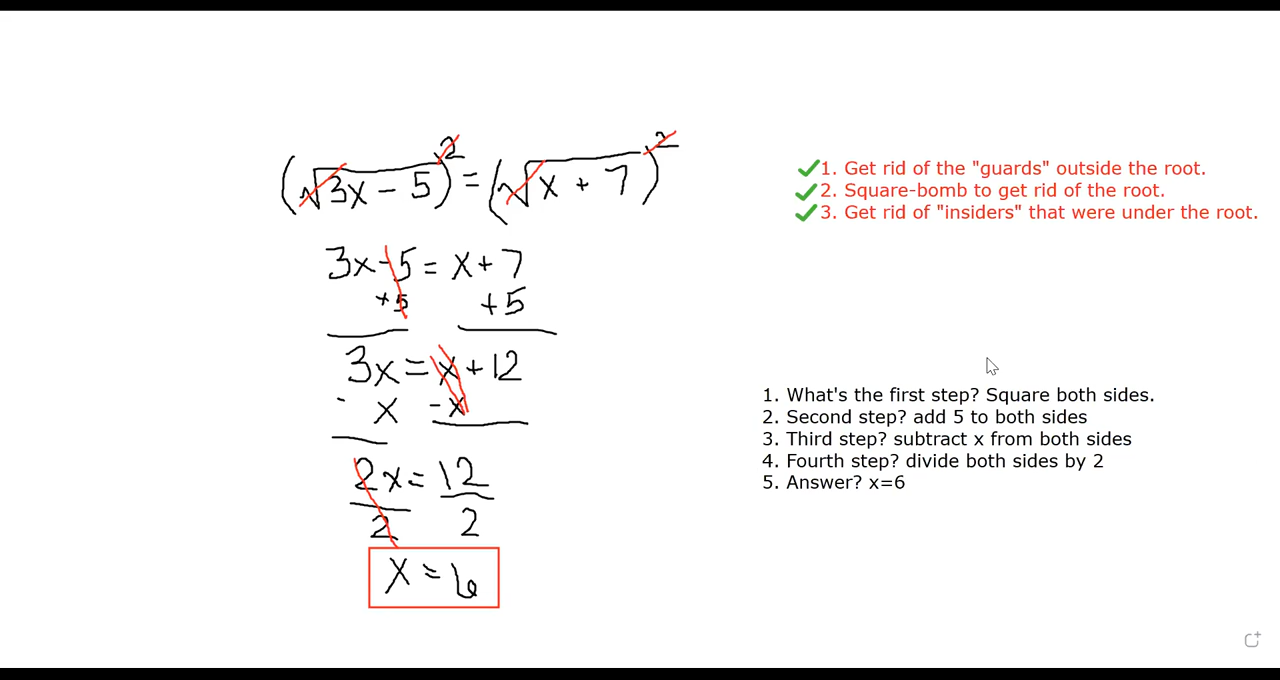 (√3x - 5)² = (√x + 7)²
3x - 5 = x + 7
+5 +5
3x = x + 12
- x - x
2x = 12
2 2
x = 6
1. Get rid of the "guards" outside the root.
2. Square-bomb to get rid of the root.
3. Get rid of "insiders" that were under the root.
1. What's the first step? Square both sides.
2. Second step? add 5 to both sides
3. Third step? subtract x from both sides
4. Fourth step? divide both sides by 2
5. Answer? x=6